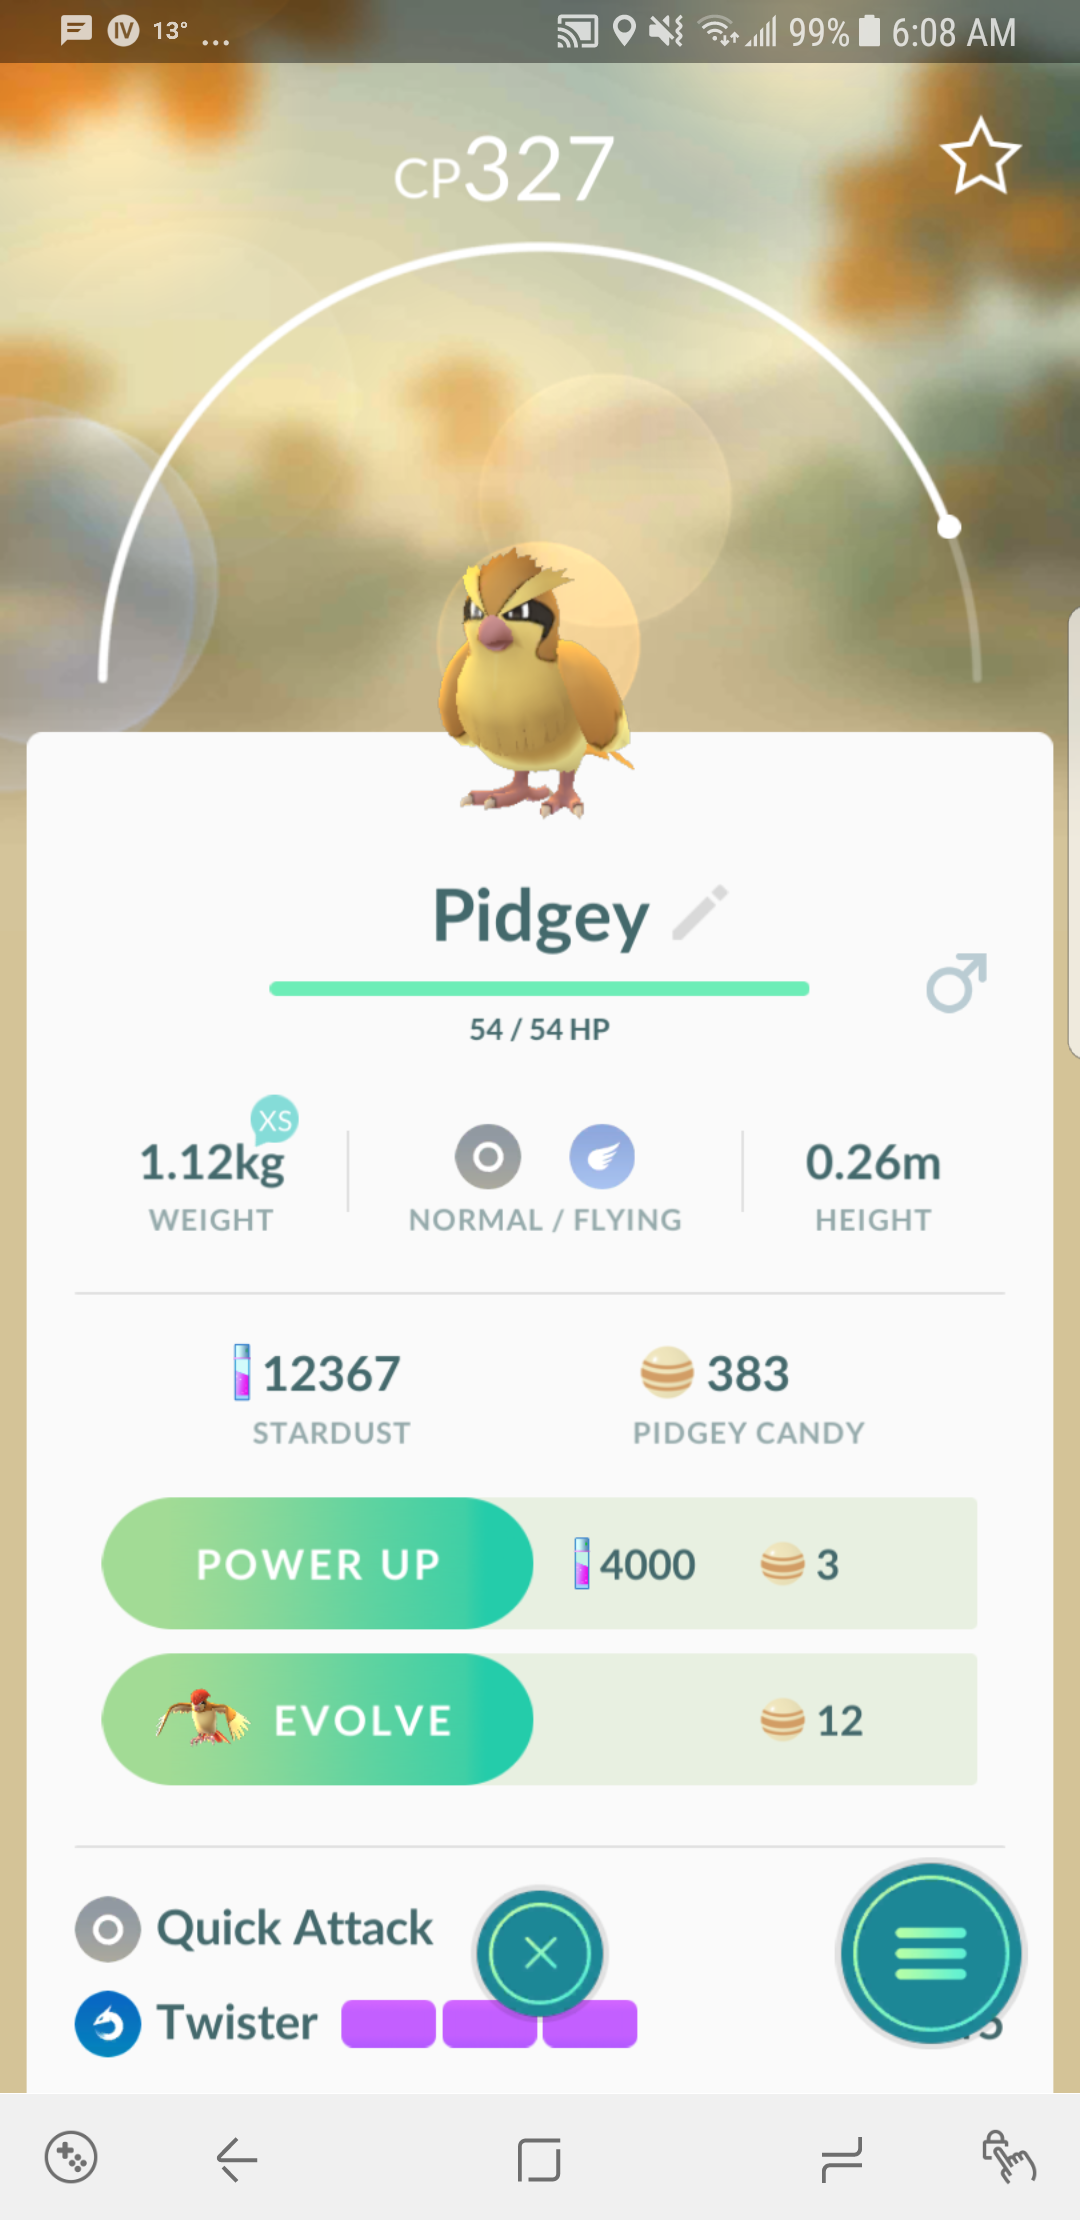 IV 13° ... 99% 6:08 AM
CP327
Pidgey
54 / 54 HP
XS
1.12kg
WEIGHT
NORMAL / FLYING
0.26m
HEIGHT
12367
STARDUST
383
PIDGEY CANDY
POWER UP 4000 3
EVOLVE 12
Quick Attack
Twister